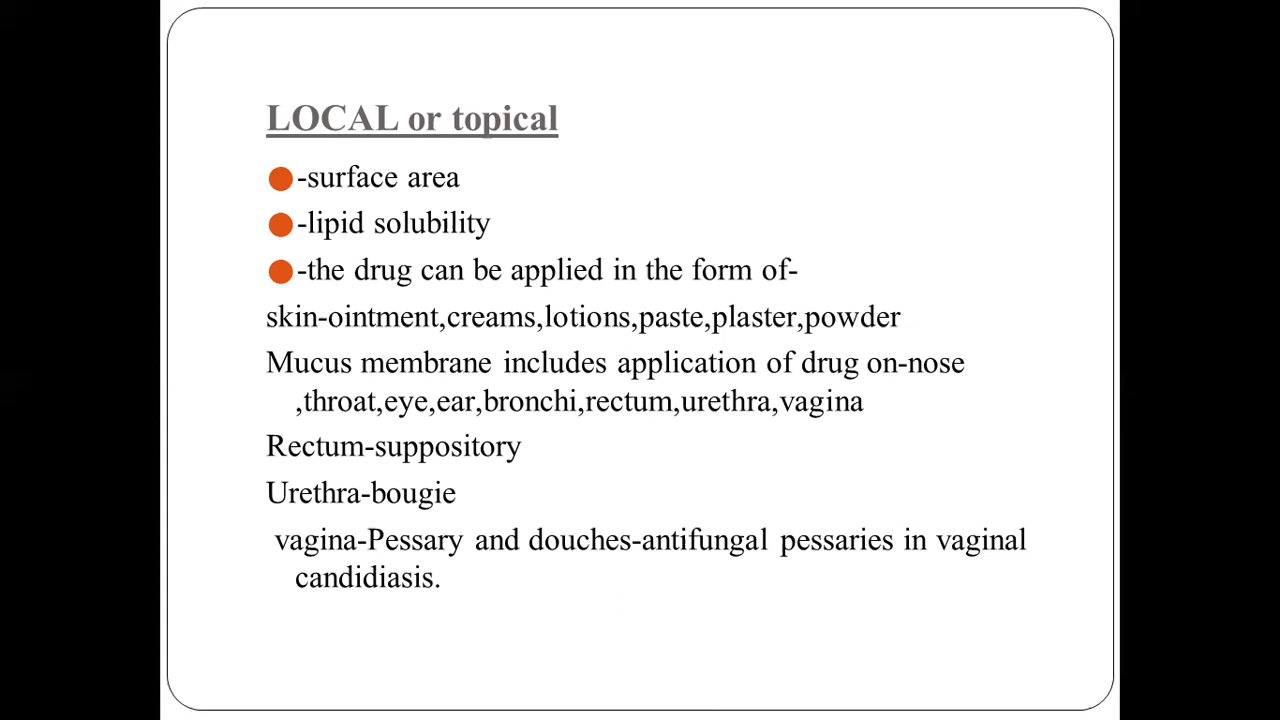 LOCAL or topical
-surface area
-lipid solubility
-the drug can be applied in the form of-
skin-ointment,creams,lotions,paste,plaster,powder
Mucus membrane includes application of drug on-nose
,throat,eye,ear,bronchi,rectum,urethra,vagina
Rectum-suppository
Urethra-bougie
vagina-Pessary and douches-antifungal pessaries in vaginal
candidiasis.